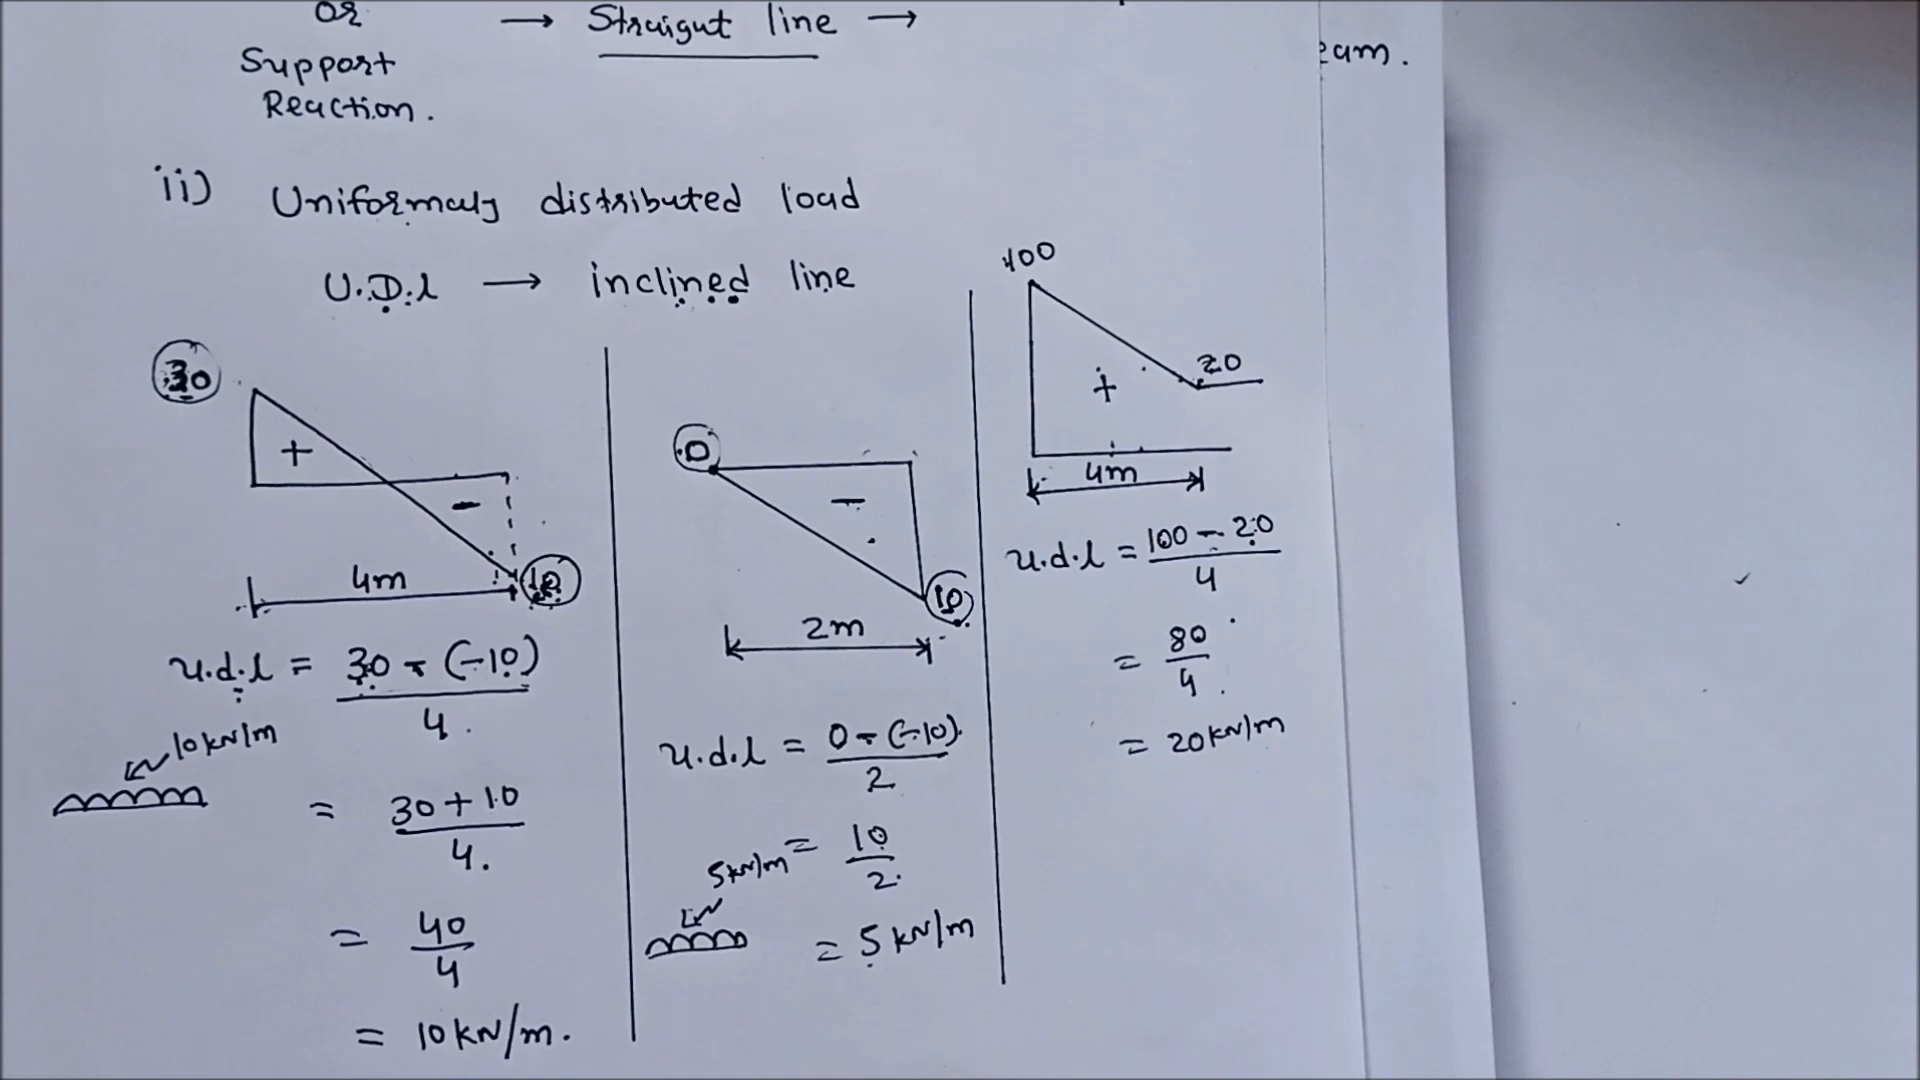 or → Straigut line →
eam.
Support
Reaction.
ii) Uniformaly distributed load
U.D.l → inclined line
30
+
-
4m
10
u.d.l = 30 - (-10) / 4.
10kN/m
= 30 + 10 / 4.
= 40 / 4
= 10kN/m.
0
-
10
2m
u.d.l = 0 - (-10) / 2
5kN/m = 10 / 2.
= 5 kN/m
100
20
+
4m
u.d.l = 100 - 20 / 4
= 80 / 4
= 20kN/m